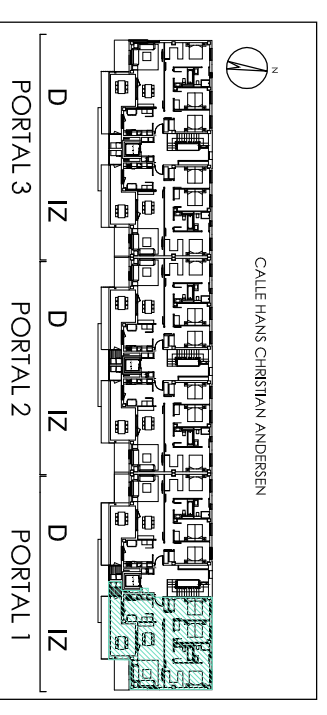 N
CALLE HANS CHRISTIAN ANDERSEN
D IZ D IZ D IZ
PORTAL 3 PORTAL 2 PORTAL 1